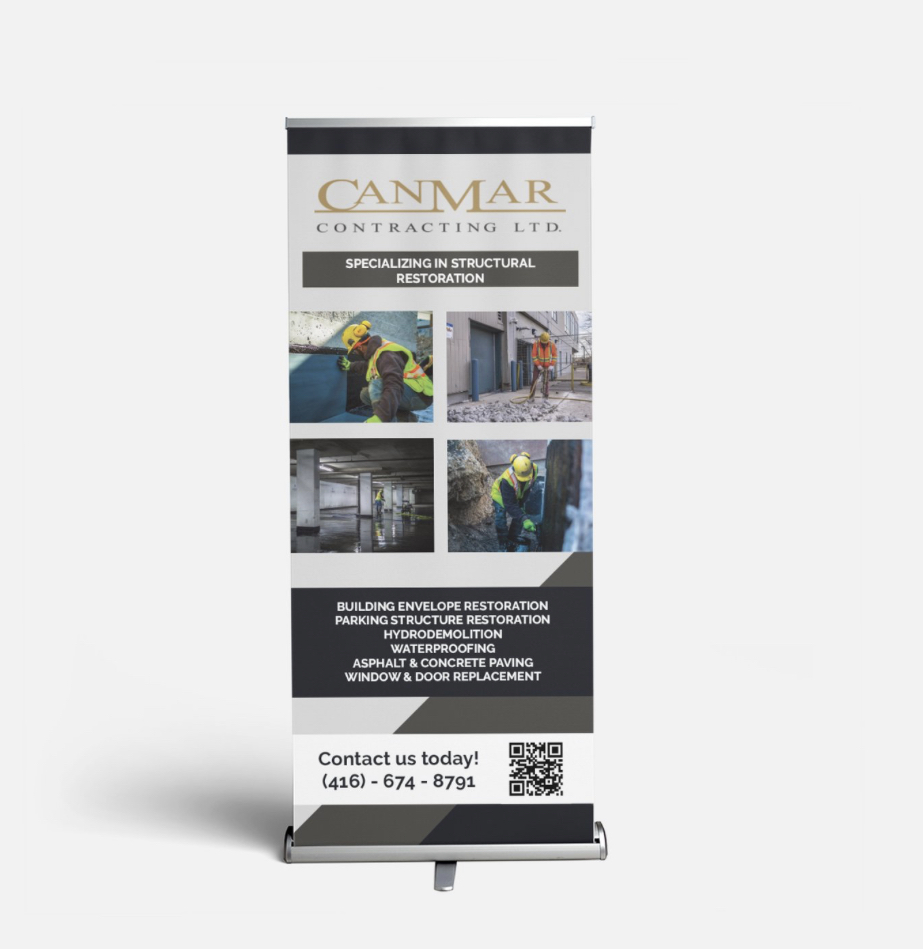 CANMAR
CONTRACTING LTD.
SPECIALIZING IN STRUCTURAL
RESTORATION
BUILDING ENVELOPE RESTORATION
PARKING STRUCTURE RESTORATION
HYDRODEMOLITION
WATERPROOFING
ASPHALT & CONCRETE PAVING
WINDOW & DOOR REPLACEMENT
Contact us today!
(416) - 674 - 8791